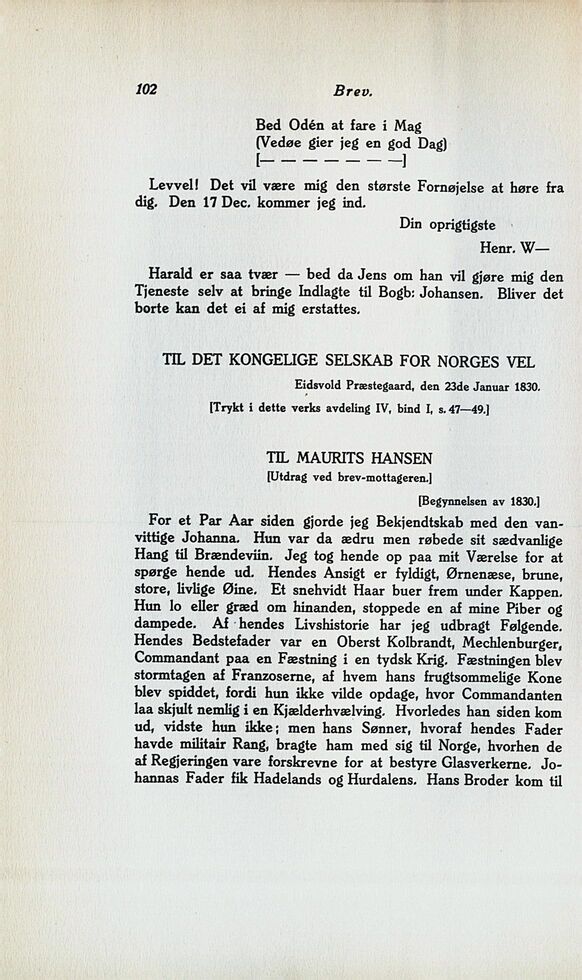 102 Brev.
Bed Odén at fare i Mag
(Vedøe gier jeg en god Dag)
[— — — — — — —]
Levvel! Det vil være mig den største Fornøjelse at høre fra
dig. Den 17 Dec. kommer jeg ind.
Din oprigtigste
Henr. W—
Harald er saa tvær — bed da Jens om han vil gjøre mig den
Tjeneste selv at bringe Indlagte til Bogb: Johansen. Bliver det
borte kan det ei af mig erstattes.
TIL DET KONGELIGE SELSKAB FOR NORGES VEL
Eidsvold Præstegaard, den 23de Januar 1830.
[Trykt i dette verks avdeling IV, bind I, s. 47—49.]
TIL MAURITS HANSEN
[Utdrag ved brev-mottageren.]
[Begynnelsen av 1830.]
For et Par Aar siden gjorde jeg Bekjendtskab med den van-
vittige Johanna. Hun var da ædru men røbede sit sædvanlige
Hang til Brændeviin. Jeg tog hende op paa mit Værelse for at
spørge hende ud. Hendes Ansigt er fyldigt, Ørnenæse, brune,
store, livlige Øine. Et snehvidt Haar buer frem under Kappen.
Hun lo eller græd om hinanden, stoppede en af mine Piber og
dampede. Af hendes Livshistorie har jeg udbragt Følgende.
Hendes Bedstefader var en Oberst Kolbrandt, Mechlenburger,
Commandant paa en Fæstning i en tydsk Krig. Fæstningen blev
stormtagen af Franzoserne, af hvem hans frugtsommelige Kone
blev spiddet, fordi hun ikke vilde opdage, hvor Commandanten
laa skjult nemlig i en Kjælderhvælving. Hvorledes han siden kom
ud, vidste hun ikke; men hans Sønner, hvoraf hendes Fader
havde militair Rang, bragte ham med sig til Norge, hvorhen de
af Regjeringen vare forskrevne for at bestyre Glasverkerne. Jo-
hannas Fader fik Hadelands og Hurdalens. Hans Broder kom til